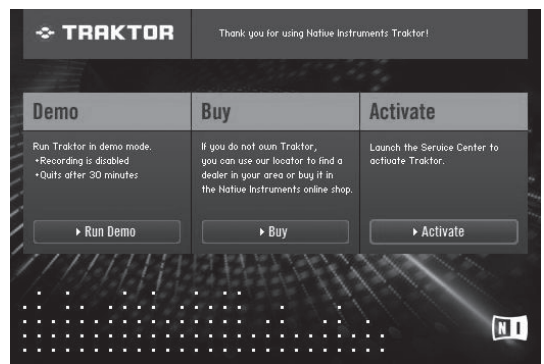 TRAKTOR
Thank you for using Native Instruments Traktor!
Demo
Run Traktor in demo mode.
•Recording is disabled
•Quits after 30 minutes
Run Demo
Buy
If you do not own Traktor,
you can use our locator to find a
dealer in your area or buy it in
the Native Instruments online shop.
Buy
Activate
Launch the Service Center to
activate Traktor.
Activate
NI